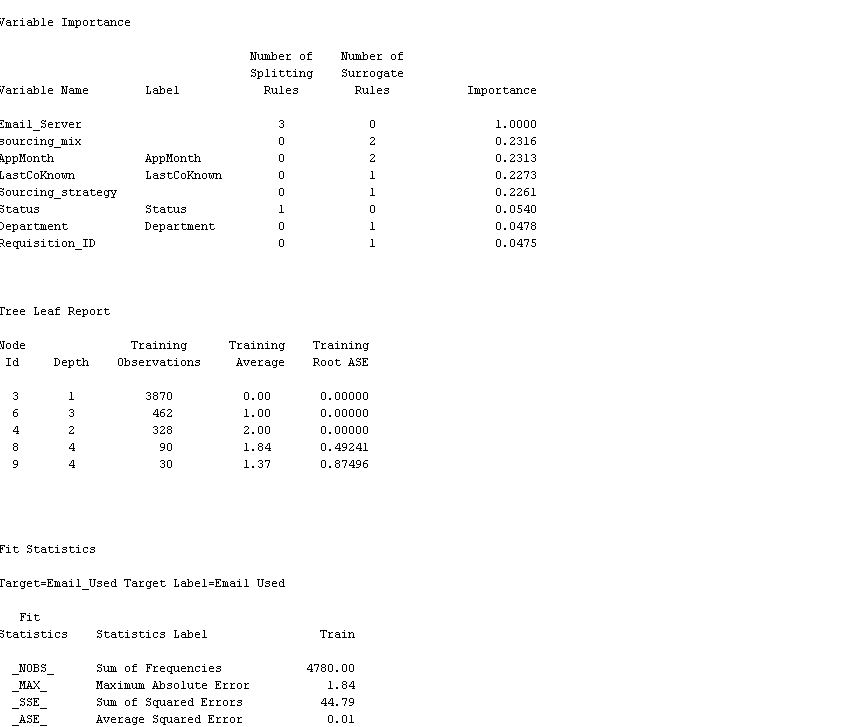 Variable Importance
Number of Number of
Splitting Surrogate
Variable Name Label Rules Rules Importance
Email_Server 3 0 1.0000
sourcing_mix 0 2 0.2316
AppMonth AppMonth 0 2 0.2313
LastCoKnown LastCoKnown 0 1 0.2273
Sourcing_strategy 0 1 0.2261
Status Status 1 0 0.0540
Department Department 0 1 0.0478
Requisition_ID 0 1 0.0475
Tree Leaf Report
Node Training Training Training
Id Depth Observations Average Root ASE
3 1 3870 0.00 0.00000
6 3 462 1.00 0.00000
4 2 328 2.00 0.00000
8 4 90 1.84 0.49241
9 4 30 1.37 0.87496
Fit Statistics
Target=Email_Used Target Label=Email Used
Fit
Statistics Statistics Label Train
_NOBS_ Sum of Frequencies 4780.00
_MAX_ Maximum Absolute Error 1.84
_SSE_ Sum of Squared Errors 44.79
_ASE_ Average Squared Error 0.01